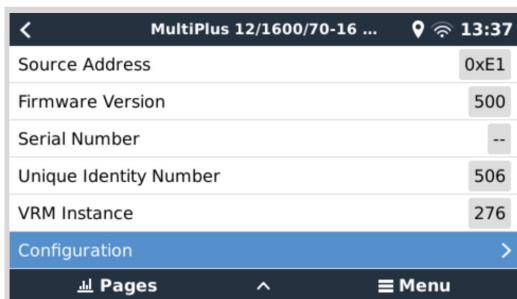 MultiPlus 12/1600/70-16 ... 13:37
Source Address 0xE1
Firmware Version 500
Serial Number --
Unique Identity Number 506
VRM Instance 276
Configuration
Pages Menu